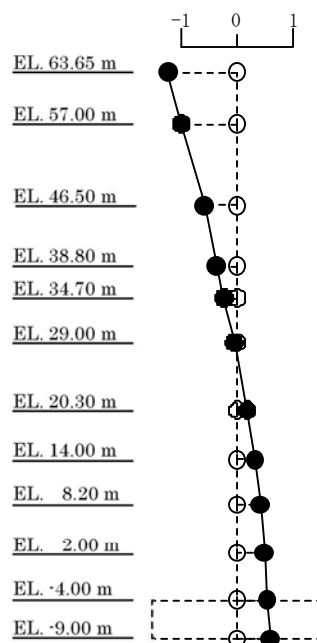 −1 0 1
EL. 63.65 m
EL. 57.00 m
EL. 46.50 m
EL. 38.80 m
EL. 34.70 m
EL. 29.00 m
EL. 20.30 m
EL. 14.00 m
EL. 8.20 m
EL. 2.00 m
EL. -4.00 m
EL. -9.00 m